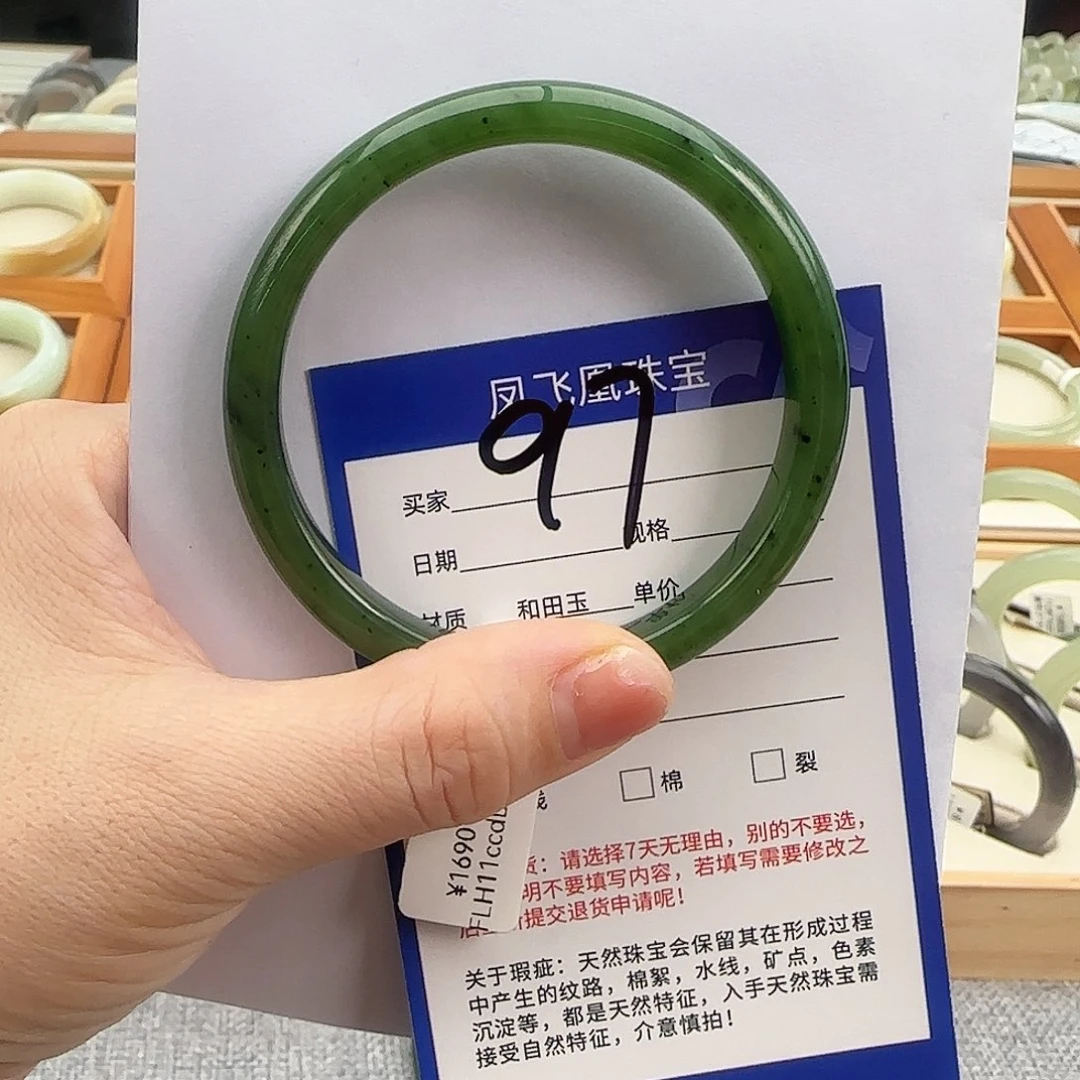 凤飞凰珠宝
97
买家
日期 规格
材质 和田玉 单价
棉 裂
货：请选择7天无理由，别的不要选，
明不要填写内容，若填写需要修改之
后 提交退货申请呢！
¥1690
FLH11ccd
关于瑕疵：天然珠宝会保留其在形成过程
中产生的纹路，棉絮，水线，矿点，色素
沉淀等，都是天然特征，入手天然珠宝需
接受自然特征，介意慎拍！